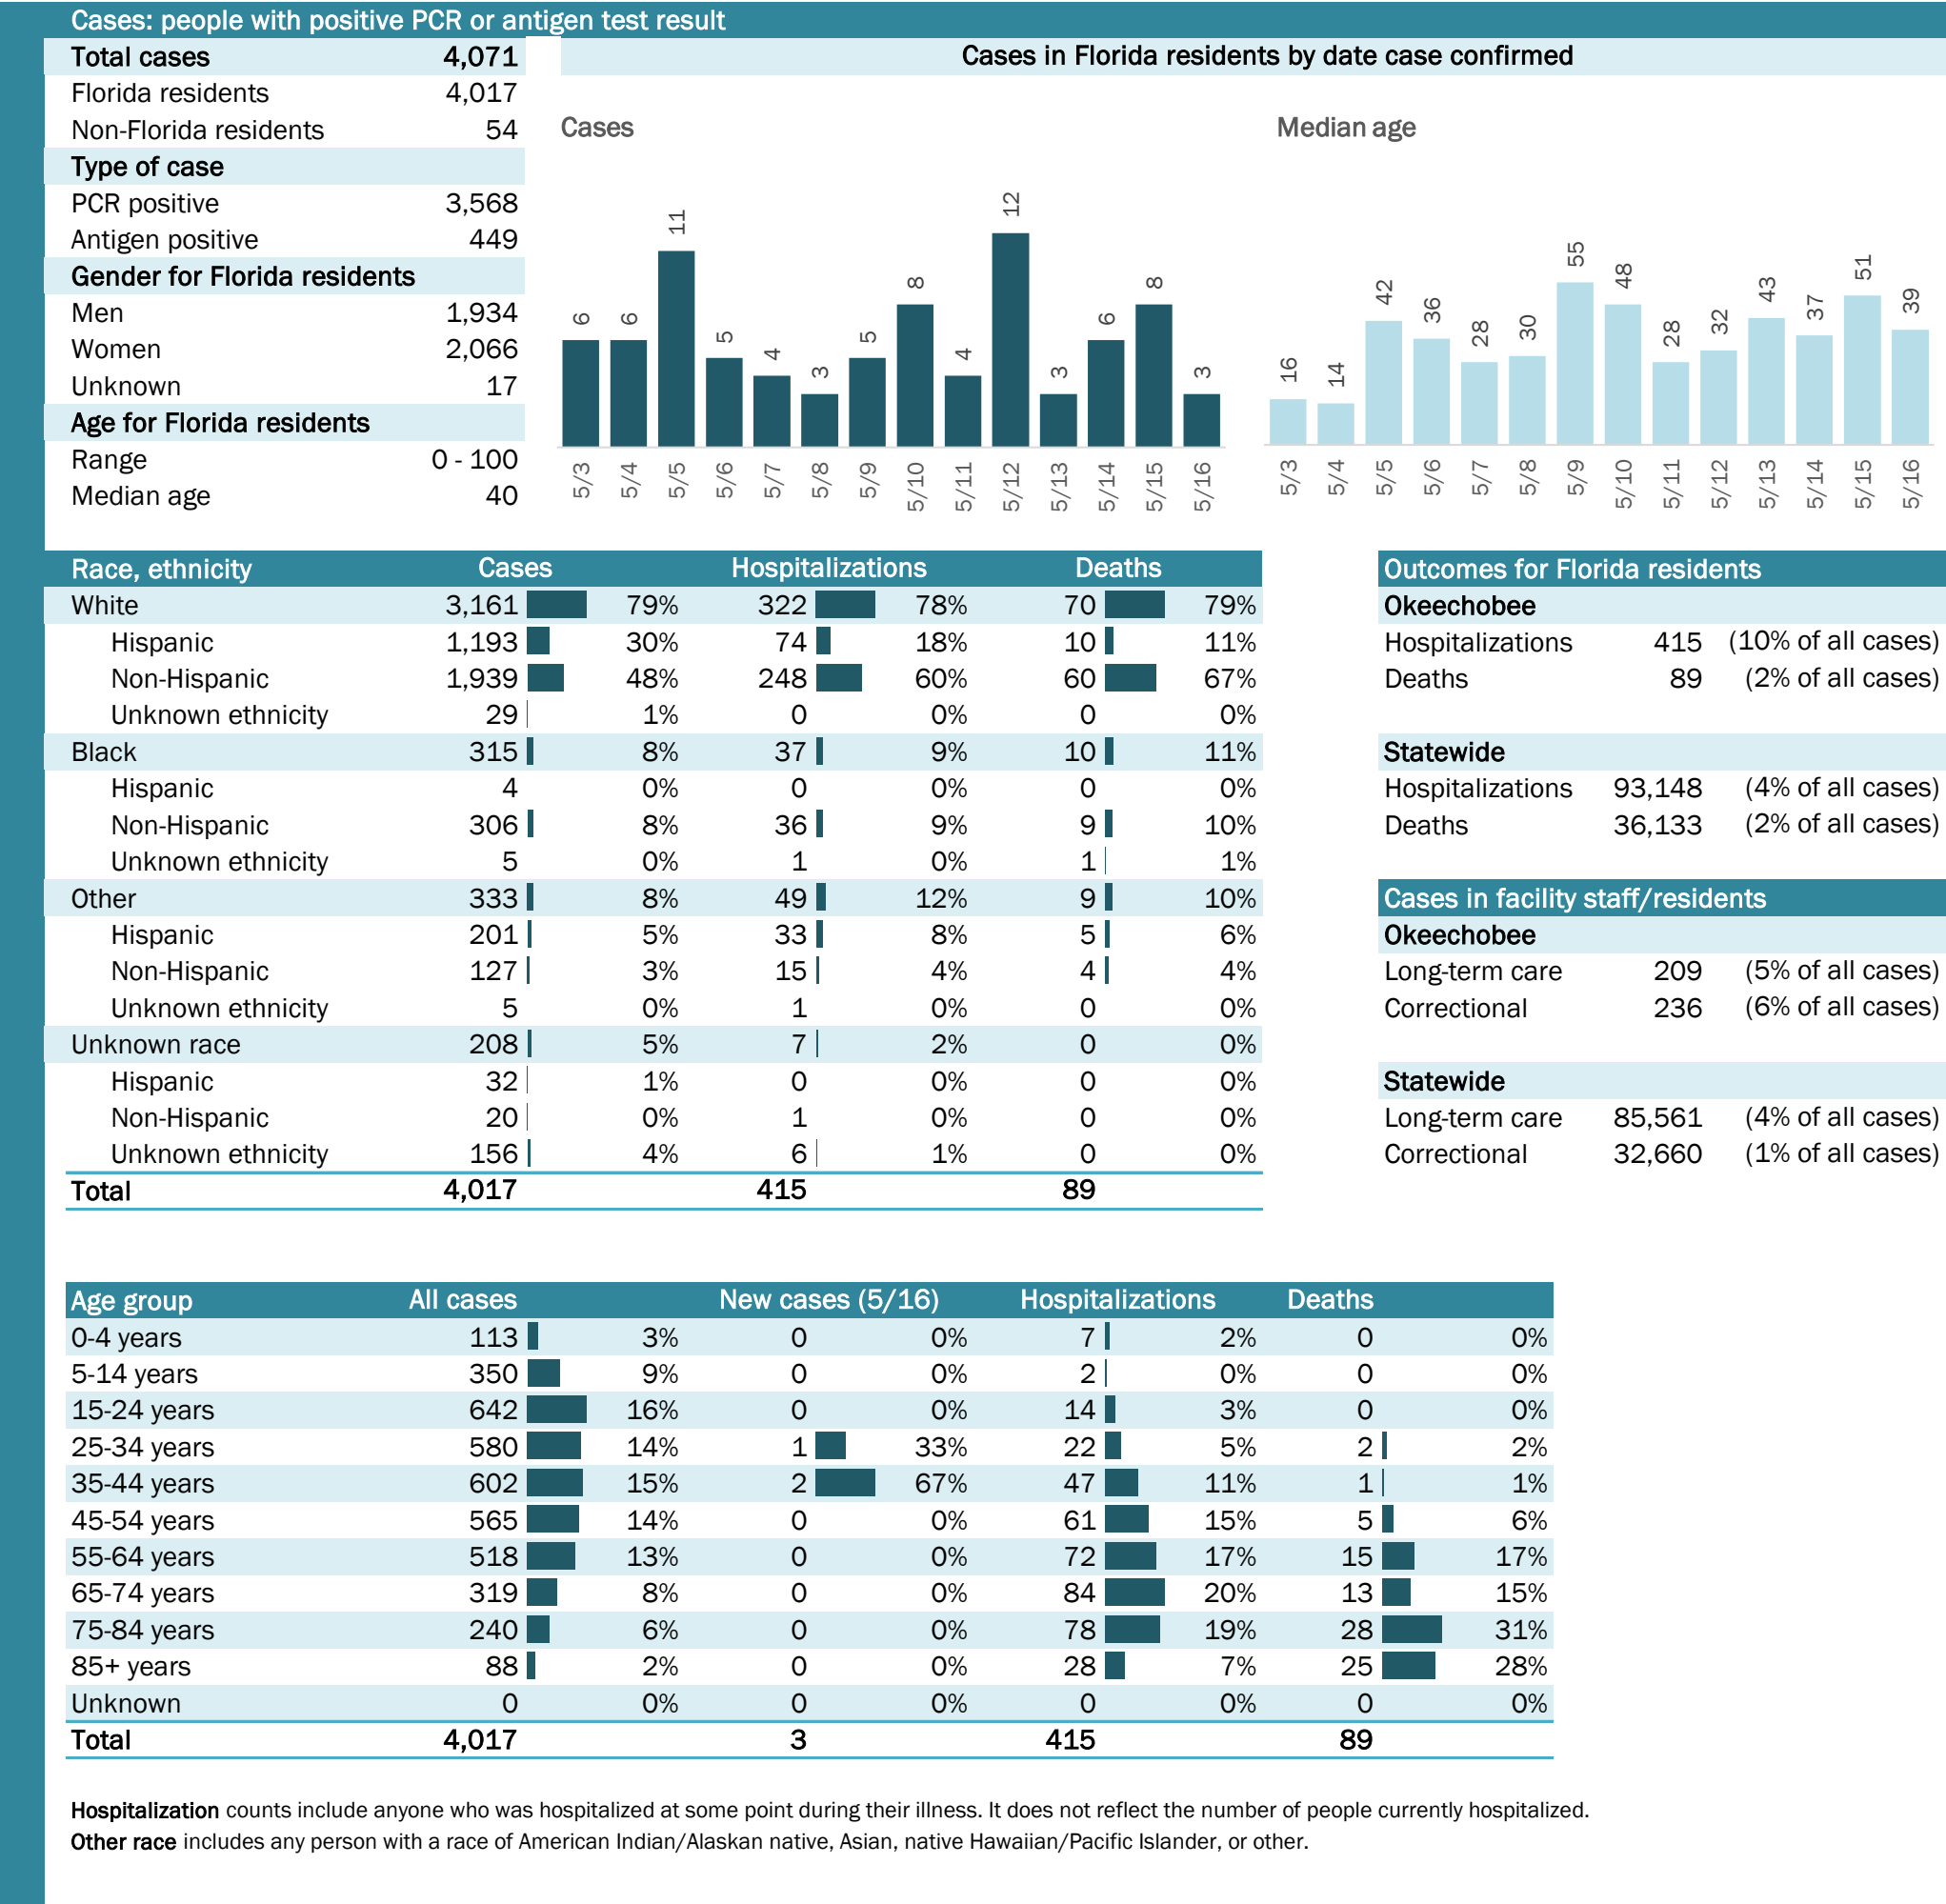 Cases: people with positive PCR or antigen test result
Total cases 4,071
Florida residents 4,017
Non-Florida residents 54
Type of case
PCR positive 3,568
Antigen positive 449
Gender for Florida residents
Men 1,934
Women 2,066
Unknown 17
Age for Florida residents
Range 0 - 100
Median age 40
Cases in Florida residents by date case confirmed
Cases
6 6 11 5 4 3 5 8 4 12 3 6 8 3
5/3 5/4 5/5 5/6 5/7 5/8 5/9 5/10 5/11 5/12 5/13 5/14 5/15 5/16
Median age
16 14 42 36 28 30 55 48 28 32 43 37 51 39
5/3 5/4 5/5 5/6 5/7 5/8 5/9 5/10 5/11 5/12 5/13 5/14 5/15 5/16
Race, ethnicity Cases Hospitalizations Deaths
White 3,161 79% 322 78% 70 79%
Hispanic 1,193 30% 74 18% 10 11%
Non-Hispanic 1,939 48% 248 60% 60 67%
Unknown ethnicity 29 1% 0 0% 0 0%
Black 315 8% 37 9% 10 11%
Hispanic 4 0% 0 0% 0 0%
Non-Hispanic 306 8% 36 9% 9 10%
Unknown ethnicity 5 0% 1 0% 1 1%
Other 333 8% 49 12% 9 10%
Hispanic 201 5% 33 8% 5 6%
Non-Hispanic 127 3% 15 4% 4 4%
Unknown ethnicity 5 0% 1 0% 0 0%
Unknown race 208 5% 7 2% 0 0%
Hispanic 32 1% 0 0% 0 0%
Non-Hispanic 20 0% 1 0% 0 0%
Unknown ethnicity 156 4% 6 1% 0 0%
Total 4,017 415 89
Outcomes for Florida residents
Okeechobee
Hospitalizations 415 (10% of all cases)
Deaths 89 (2% of all cases)
Statewide
Hospitalizations 93,148 (4% of all cases)
Deaths 36,133 (2% of all cases)
Cases in facility staff/residents
Okeechobee
Long-term care 209 (5% of all cases)
Correctional 236 (6% of all cases)
Statewide
Long-term care 85,561 (4% of all cases)
Correctional 32,660 (1% of all cases)
Age group All cases New cases (5/16) Hospitalizations Deaths
0-4 years 113 3% 0 0% 7 2% 0 0%
5-14 years 350 9% 0 0% 2 0% 0 0%
15-24 years 642 16% 0 0% 14 3% 0 0%
25-34 years 580 14% 1 33% 22 5% 2 2%
35-44 years 602 15% 2 67% 47 11% 1 1%
45-54 years 565 14% 0 0% 61 15% 5 6%
55-64 years 518 13% 0 0% 72 17% 15 17%
65-74 years 319 8% 0 0% 84 20% 13 15%
75-84 years 240 6% 0 0% 78 19% 28 31%
85+ years 88 2% 0 0% 28 7% 25 28%
Unknown 0 0% 0 0% 0 0% 0 0%
Total 4,017 3 415 89
Hospitalization counts include anyone who was hospitalized at some point during their illness. It does not reflect the number of people currently hospitalized.
Other race includes any person with a race of American Indian/Alaskan native, Asian, native Hawaiian/Pacific Islander, or other.